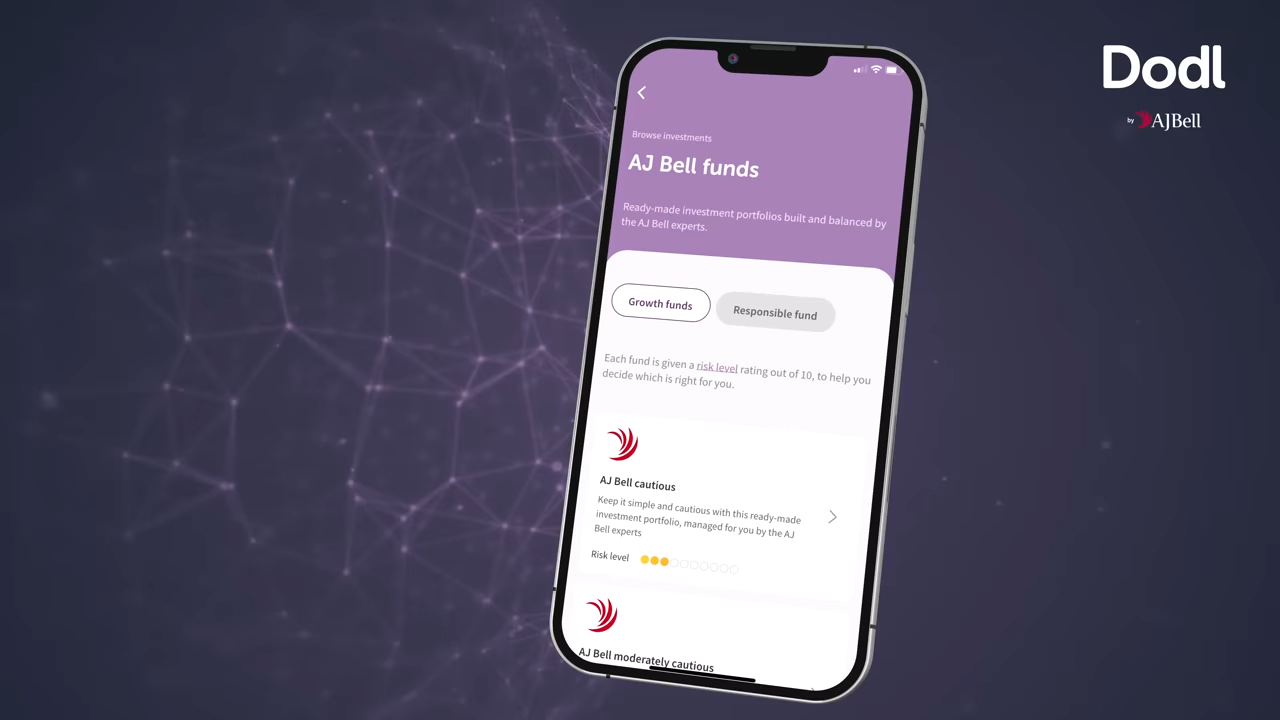 Dodl
by AJBell
Browse investments
AJ Bell funds
Ready-made investment portfolios built and balanced by
the AJ Bell experts.
Growth funds
Responsible fund
Each fund is given a risk level rating out of 10, to help you
decide which is right for you.
AJ Bell cautious
Keep it simple and cautious with this ready-made
investment portfolio, managed for you by the AJ
Bell experts
Risk level
AJ Bell moderately cautious